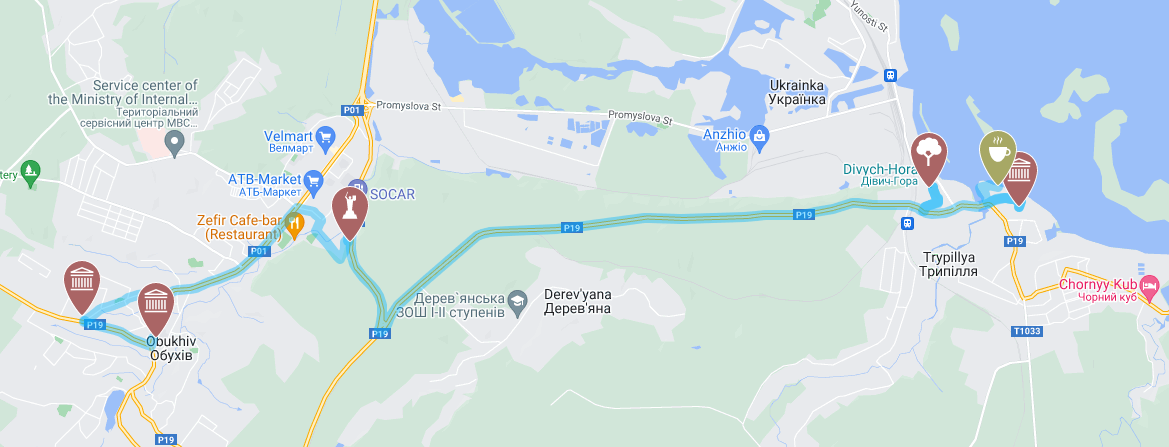 Yunosti St
Service center of
the Ministry of Internal...
Територіальний
сервісний центр МВС...
P01
Promyslova St
Promyslova St
Ukrainka
Українка
Velmart
Велмарт
Anzhio
Анжіо
tery
ATB-Market
АТБ-Маркет
SOCAR
Divych-Hora
Дівич-Гора
Zefir Cafe-bar
(Restaurant)
P01
P19
P19
P19
Trypillya
Трипілля
Chornyy Kub
Чорний куб
Дерев`янська
ЗОШ І-ІІ ступенів
Derev'yana
Дерев'яна
P19
P19
T1033
Obukhiv
Обухів
P19